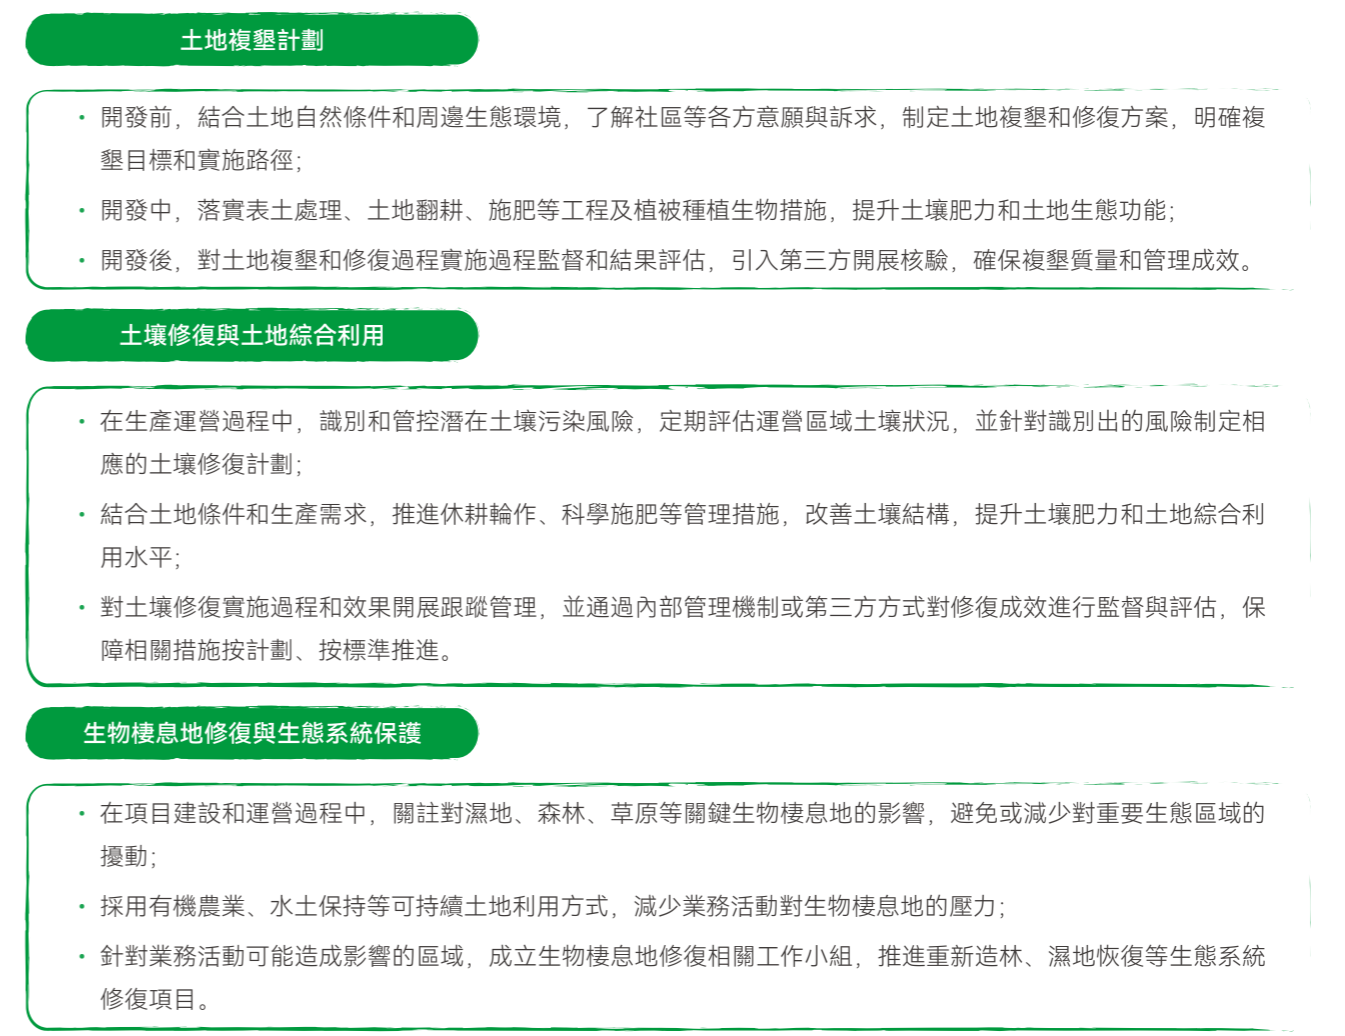 土地複墾計劃
• 開發前，結合土地自然條件和周邊生態環境，了解社區等各方意願與訴求，制定土地複墾和修復方案，明確複
墾目標和實施路徑；
• 開發中，落實表土處理、土地翻耕、施肥等工程及植被種植生物措施，提升土壤肥力和土地生態功能；
• 開發後，對土地複墾和修復過程實施過程監督和結果評估，引入第三方開展核驗，確保複墾質量和管理成效。
土壤修復與土地綜合利用
• 在生產運營過程中，識別和管控潛在土壤污染風險，定期評估運營區域土壤狀況，並針對識別出的風險制定相
應的土壤修復計劃；
• 結合土地條件和生產需求，推進休耕輪作、科學施肥等管理措施，改善土壤結構，提升土壤肥力和土地綜合利
用水平；
• 對土壤修復實施過程和效果開展跟蹤管理，並通過內部管理機制或第三方方式對修復成效進行監督與評估，保
障相關措施按計劃、按標準推進。
生物棲息地修復與生態系統保護
• 在項目建設和運營過程中，關註對濕地、森林、草原等關鍵生物棲息地的影響，避免或減少對重要生態區域的
擾動；
• 採用有機農業、水土保持等可持續土地利用方式，減少業務活動對生物棲息地的壓力；
• 針對業務活動可能造成影響的區域，成立生物棲息地修復相關工作小組，推進重新造林、濕地恢復等生態系統
修復項目。